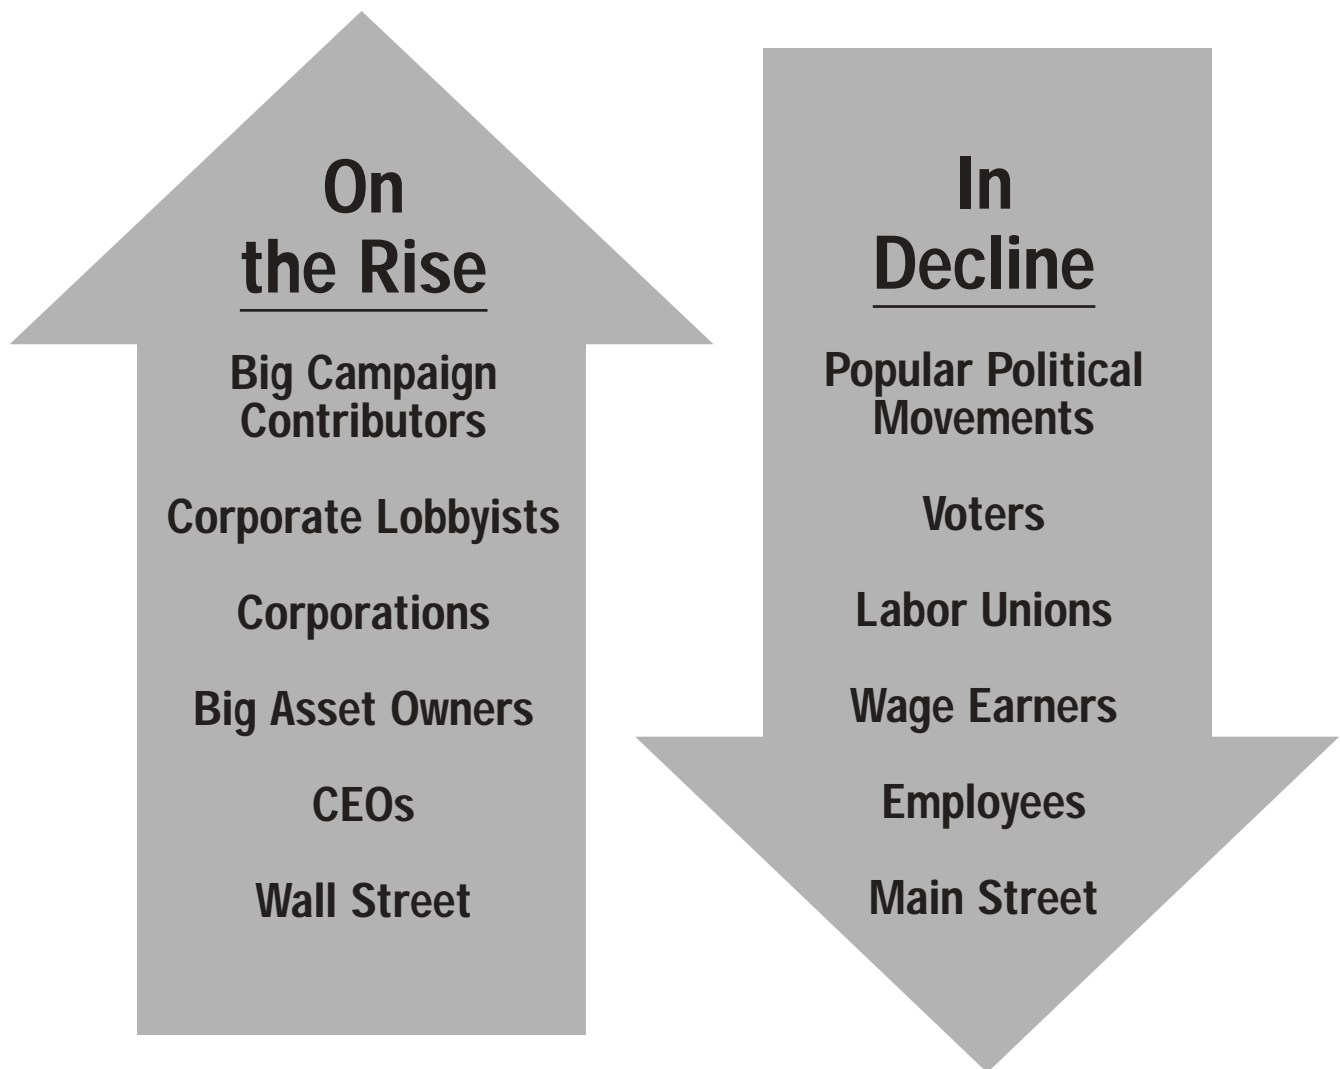 On
the Rise
Big Campaign
Contributors
Corporate Lobbyists
Corporations
Big Asset Owners
CEOs
Wall Street
In
Decline
Popular Political
Movements
Voters
Labor Unions
Wage Earners
Employees
Main Street